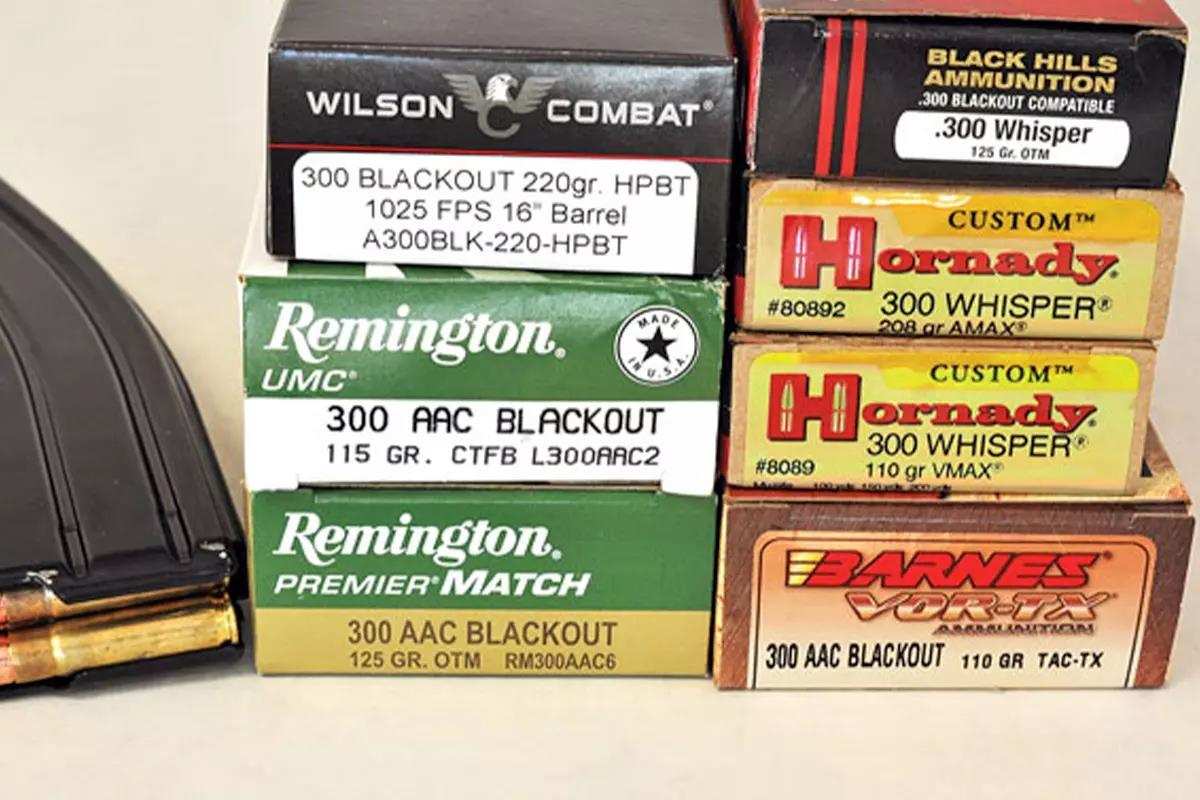 WILSON COMBAT®
300 BLACKOUT 220gr. HPBT
1025 FPS 16" Barrel
A300BLK-220-HPBT
Remington®
UMC®
MADE
IN U.S.A.
300 AAC BLACKOUT
115 GR. CTFB L300AAC2
Remington®
PREMIER® MATCH
300 AAC BLACKOUT
125 GR. OTM RM300AAC6
BLACK HILLS
AMMUNITION
.300 BLACKOUT COMPATIBLE
.300 Whisper
125 Gr. OTM
CUSTOM™
Hornady®
#80892 300 WHISPER®
208 gr AMAX®
CUSTOM™
Hornady®
300 WHISPER®
#8089 110 gr VMAX®
BARNES®
VOR-TX
AMMUNITION
300 AAC BLACKOUT 110 GR TAC-TX